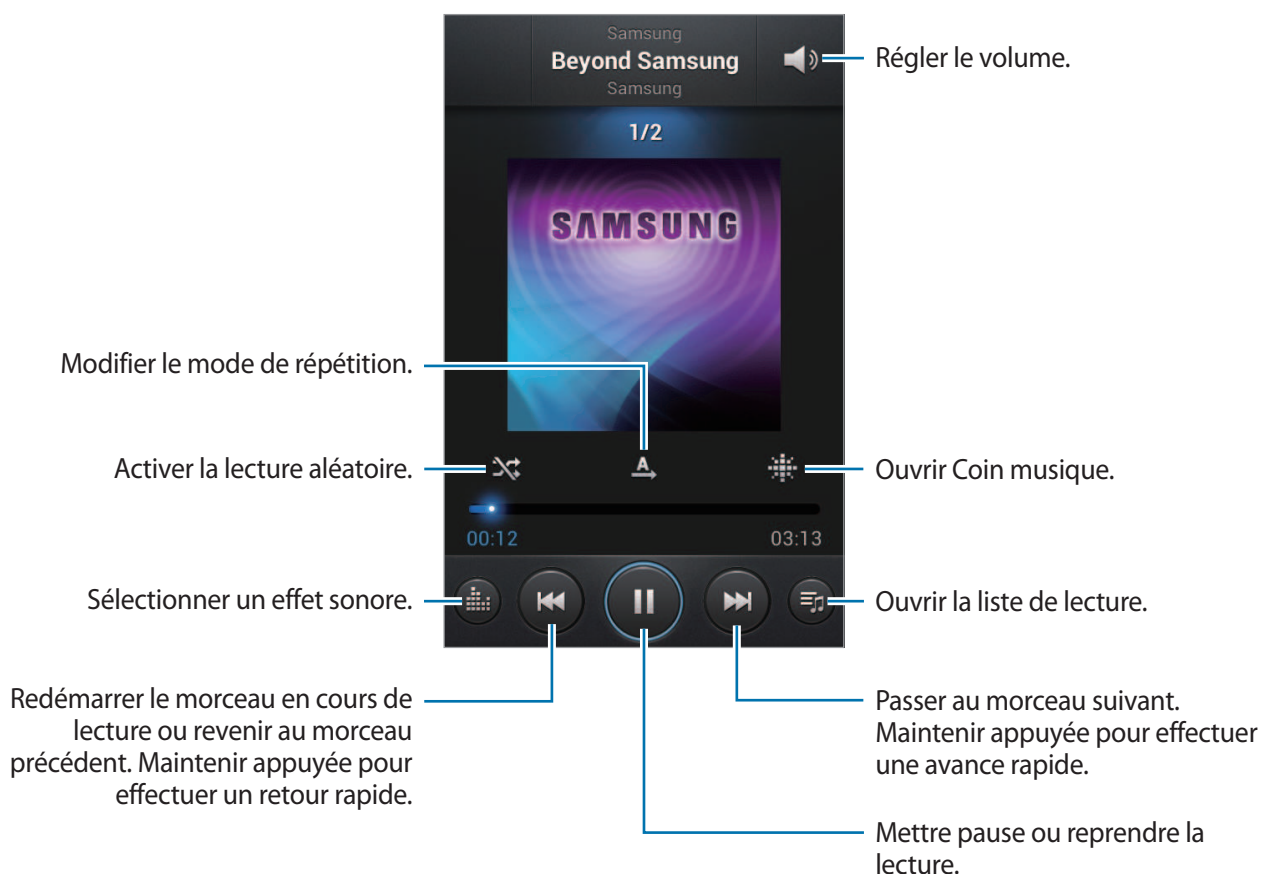 Samsung
Beyond Samsung
Samsung
Régler le volume.
1/2
SAMSUNG
Modifier le mode de répétition.
A
Activer la lecture aléatoire.
Ouvrir Coin musique.
00:12
03:13
Sélectionner un effet sonore.
Ouvrir la liste de lecture.
Redémarrer le morceau en cours de
lecture ou revenir au morceau
précédent. Maintenir appuyée pour
effectuer un retour rapide.
Passer au morceau suivant.
Maintenir appuyée pour effectuer
une avance rapide.
Mettre pause ou reprendre la
lecture.